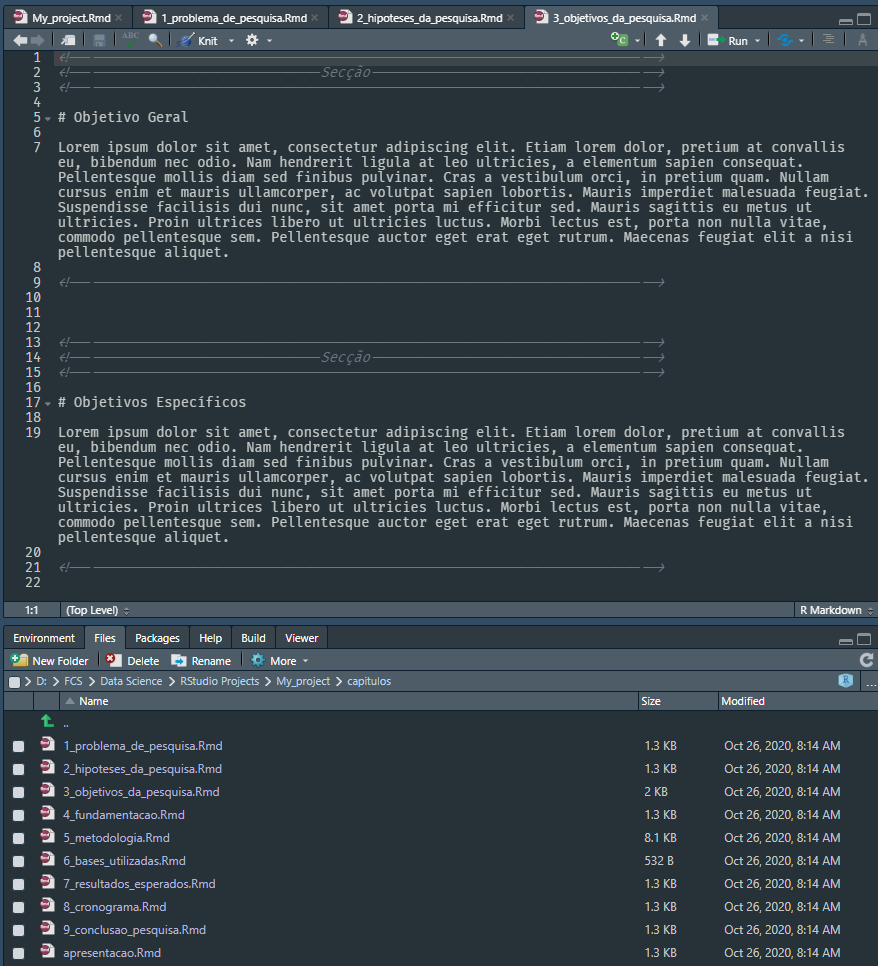 My_project.Rmd × 1_problema_de_pesquisa.Rmd × 2_hipoteses_da_pesquisa.Rmd × 3_objetivos_da_pesquisa.Rmd ×
ABC Knit Run
1 <!-- -->
2 <!-- Secção -->
3 <!-- -->
4
5 # Objetivo Geral
6
7 Lorem ipsum dolor sit amet, consectetur adipiscing elit. Etiam lorem dolor, pretium at convallis
eu, bibendum nec odio. Nam hendrerit ligula at leo ultricies, a elementum sapien consequat.
Pellentesque mollis diam sed finibus pulvinar. Cras a vestibulum orci, in pretium quam. Nullam
cursus enim et mauris ullamcorper, ac volutpat sapien lobortis. Mauris imperdiet malesuada feugiat.
Suspendisse facilisis dui nunc, sit amet porta mi efficitur sed. Mauris sagittis eu metus ut
ultricies. Proin ultrices libero ut ultricies luctus. Morbi lectus est, porta non nulla vitae,
commodo pellentesque sem. Pellentesque auctor eget erat eget rutrum. Maecenas feugiat elit a nisi
pellentesque aliquet.
8
9 <!-- -->
10
11
12
13 <!-- -->
14 <!-- Secção -->
15 <!-- -->
16
17 # Objetivos Específicos
18
19 Lorem ipsum dolor sit amet, consectetur adipiscing elit. Etiam lorem dolor, pretium at convallis
eu, bibendum nec odio. Nam hendrerit ligula at leo ultricies, a elementum sapien consequat.
Pellentesque mollis diam sed finibus pulvinar. Cras a vestibulum orci, in pretium quam. Nullam
cursus enim et mauris ullamcorper, ac volutpat sapien lobortis. Mauris imperdiet malesuada feugiat.
Suspendisse facilisis dui nunc, sit amet porta mi efficitur sed. Mauris sagittis eu metus ut
ultricies. Proin ultrices libero ut ultricies luctus. Morbi lectus est, porta non nulla vitae,
commodo pellentesque sem. Pellentesque auctor eget erat eget rutrum. Maecenas feugiat elit a nisi
pellentesque aliquet.
20
21 <!-- -->
22
1:1 (Top Level) R Markdown
Environment Files Packages Help Build Viewer
New Folder Delete Rename More
D: > FCS > Data Science > RStudio Projects > My_project > capitulos R ...
Name Size Modified
..
1_problema_de_pesquisa.Rmd 1.3 KB Oct 26, 2020, 8:14 AM
2_hipoteses_da_pesquisa.Rmd 1.3 KB Oct 26, 2020, 8:14 AM
3_objetivos_da_pesquisa.Rmd 2 KB Oct 26, 2020, 8:14 AM
4_fundamentacao.Rmd 1.3 KB Oct 26, 2020, 8:14 AM
5_metodologia.Rmd 8.1 KB Oct 26, 2020, 8:14 AM
6_bases_utilizadas.Rmd 532 B Oct 26, 2020, 8:14 AM
7_resultados_esperados.Rmd 1.3 KB Oct 26, 2020, 8:14 AM
8_cronograma.Rmd 1.3 KB Oct 26, 2020, 8:14 AM
9_conclusao_pesquisa.Rmd 1.3 KB Oct 26, 2020, 8:14 AM
apresentacao.Rmd 1.3 KB Oct 26, 2020, 8:14 AM